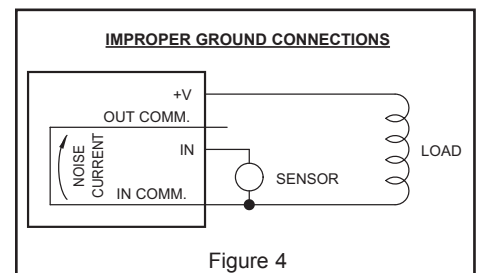 IMPROPER GROUND CONNECTIONS
+V
OUT COMM.
IN
NOISE
CURRENT
IN COMM.
SENSOR
LOAD
Figure 4